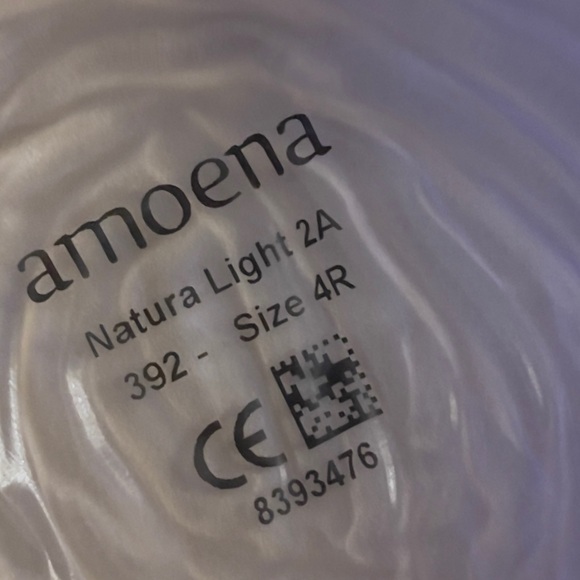 amoena
Natura Light 2A
392 - Size 4R
CE
8393476